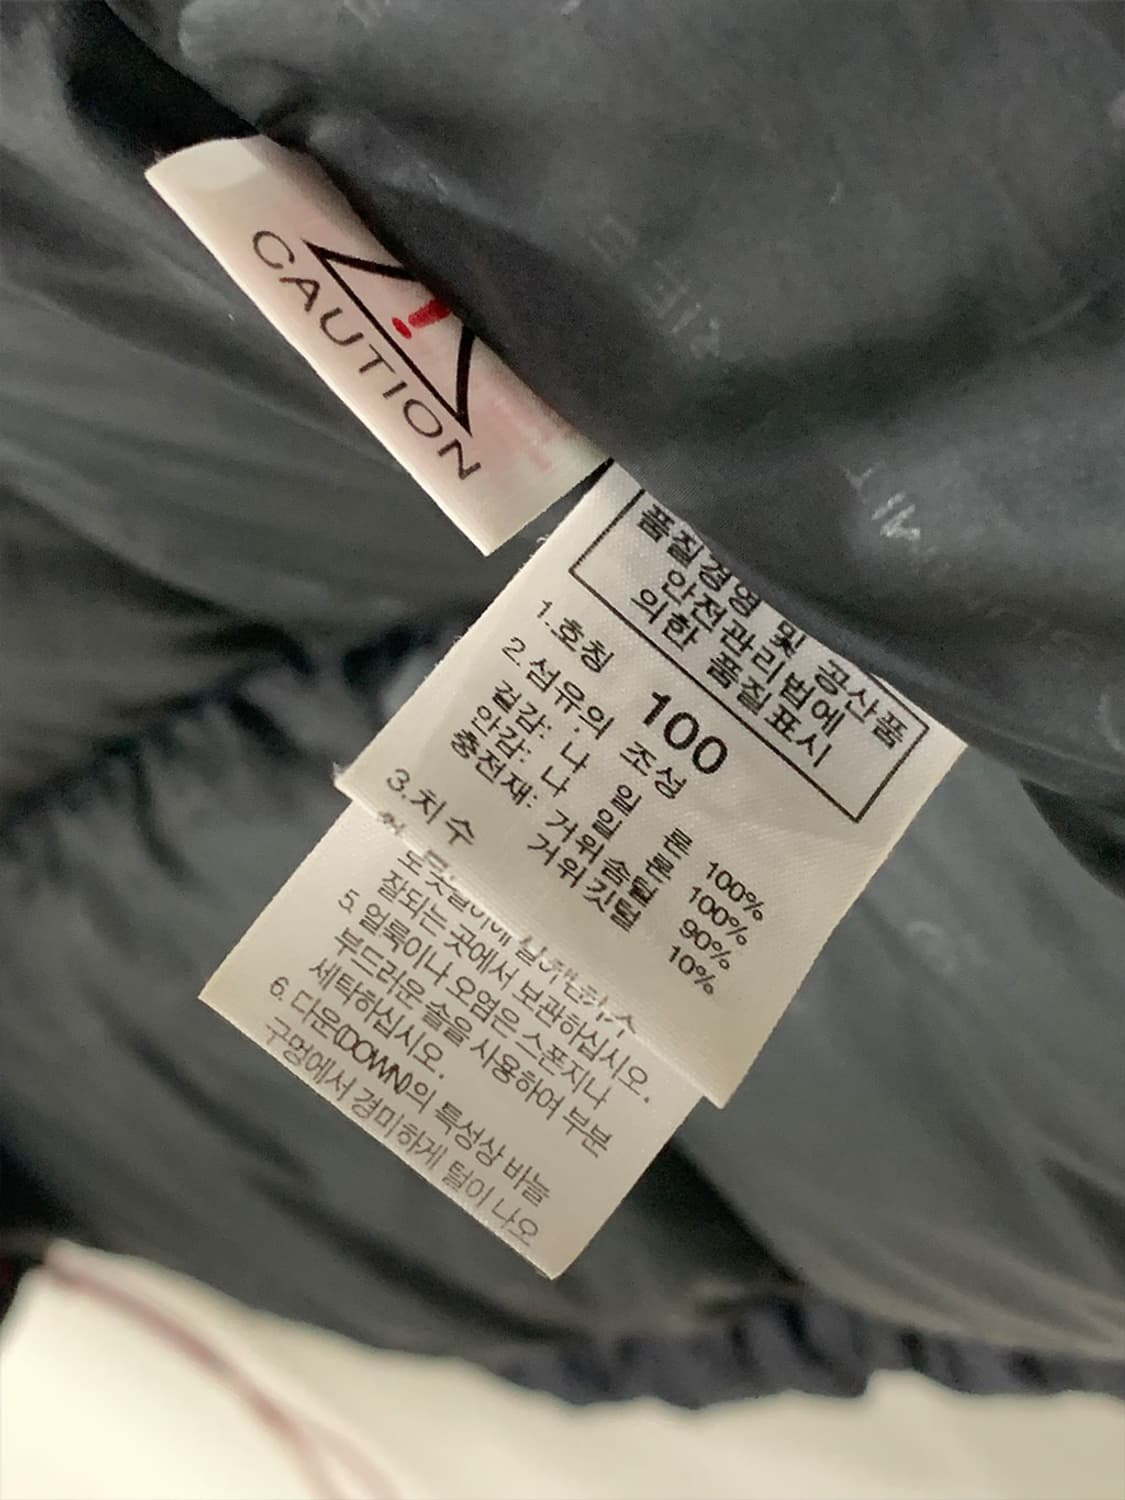 CAUTION
품질경영 및 공산품
안전관리법에
의한 품질표시
1.호칭 100
2.섬유의 조성
겉감: 나 일 론 100%
안감: 나 일 론 100%
충전재: 거위솜털 90%
거위깃털 10%
3.치수
잘되는 곳에서 보관하십시오.
5. 얼룩이나 오염은 스폰지나
부드러운 솔을 사용하여 부분
세탁하십시오.
6. 다운(DOWN)의 특성상 바늘
구멍에서 경미하게 털이 나오